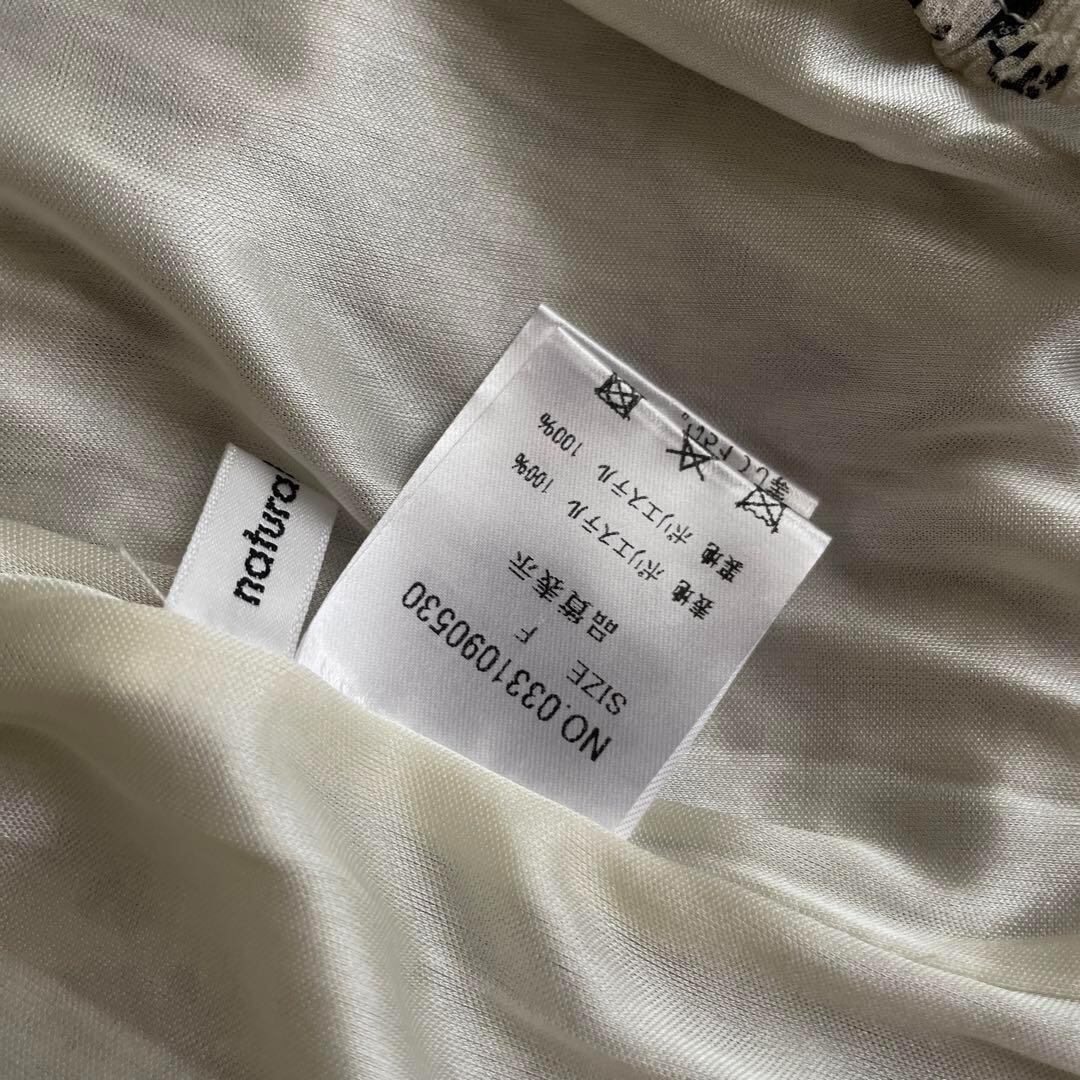 natural
NO.0331090530
SIZE
F
品質表示
表地 ポリエステル 100%
裏地 ポリエステル 100%